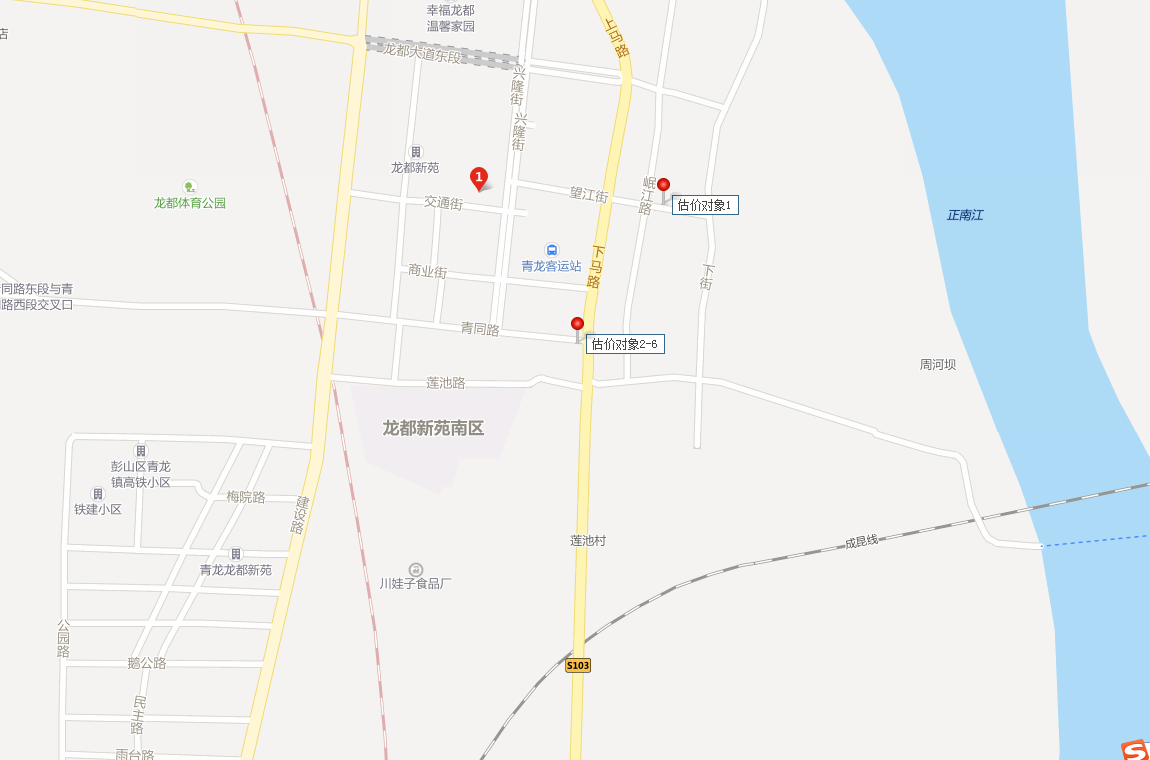 幸福龙都
温馨家园
店
上马路
龙都大道东段
兴隆街
兴隆街
龙都新苑
1
龙都体育公园
交通街
望江街
岷江路
估价对象1
正南江
青龙客运站
下马路
下街
商业街
同路东段与青
路西段交叉口
青同路
估价对象2-6
周河坝
莲池路
龙都新苑南区
彭山区青龙
镇高铁小区
铁建小区
梅院路
建设路
莲池村
成昆线
青龙龙都新苑
川娃子食品厂
公园路
鹅公路
S103
民主路
雨台路
S